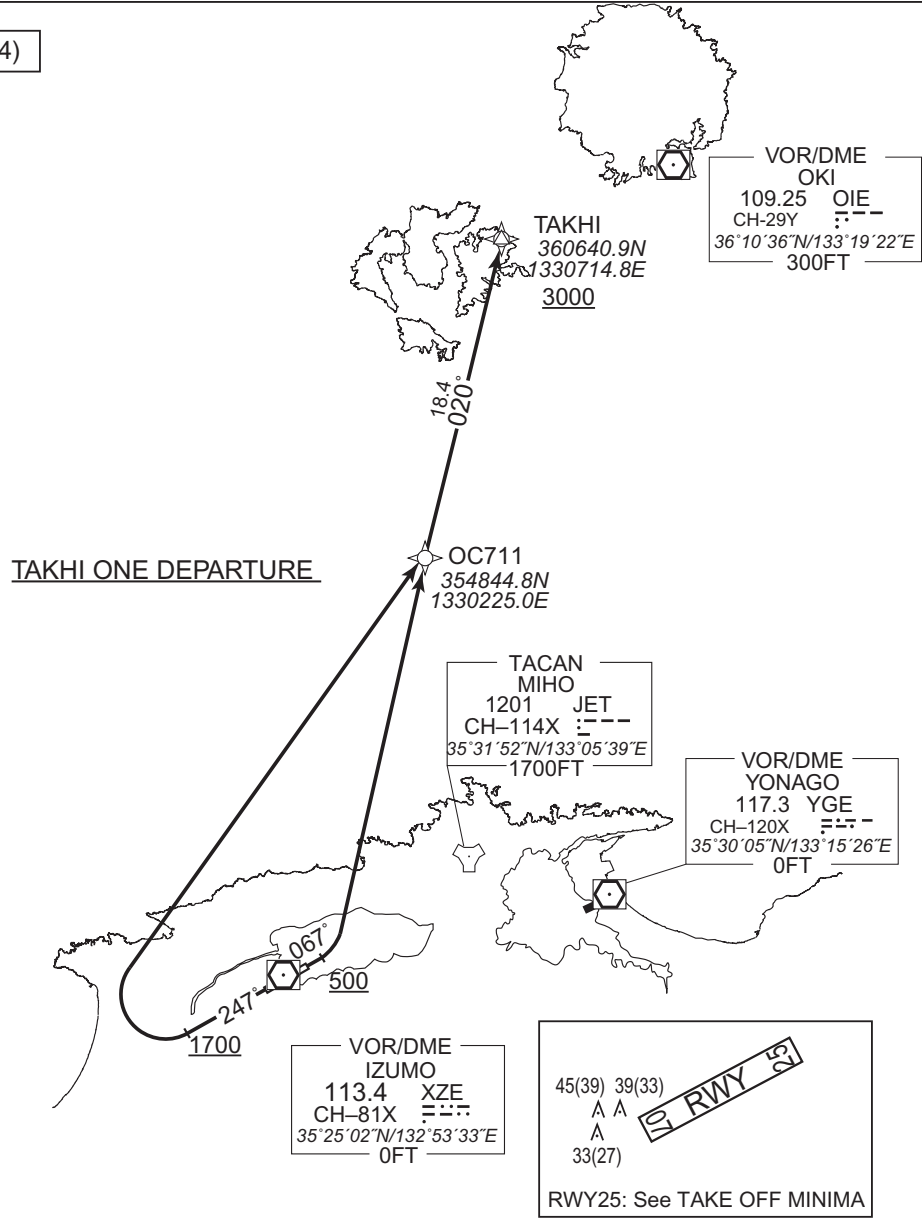 4)
VOR/DME
OKI
109.25 OIE
CH-29Y
36°10´36˝N/133°19´22˝E
300FT
TAKHI
360640.9N
1330714.8E
3000
18.4
020°
TAKHI ONE DEPARTURE
OC711
354844.8N
1330225.0E
TACAN
MIHO
1201 JET
CH–114X
35°31´52˝N/133°05´39˝E
1700FT
VOR/DME
YONAGO
117.3 YGE
CH–120X
35°30´05˝N/133°15´26˝E
0FT
067°
500
247°
1700
VOR/DME
IZUMO
113.4 XZE
CH–81X
35°25´02˝N/132°53´33˝E
0FT
45(39) 39(33)
33(27)
07 RWY 25
RWY25: See TAKE OFF MINIMA